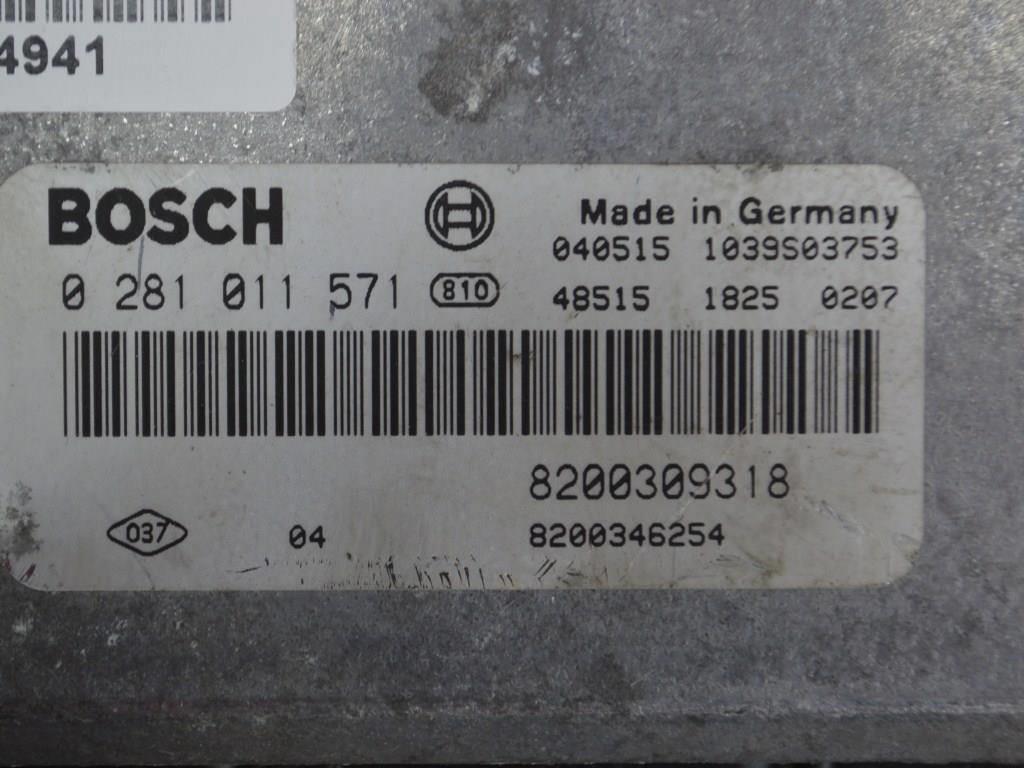 4941
BOSCH
Made in Germany
040515 1039S03753
0 281 011 571 810 48515 1825 0207
8200309318
037 04 8200346254